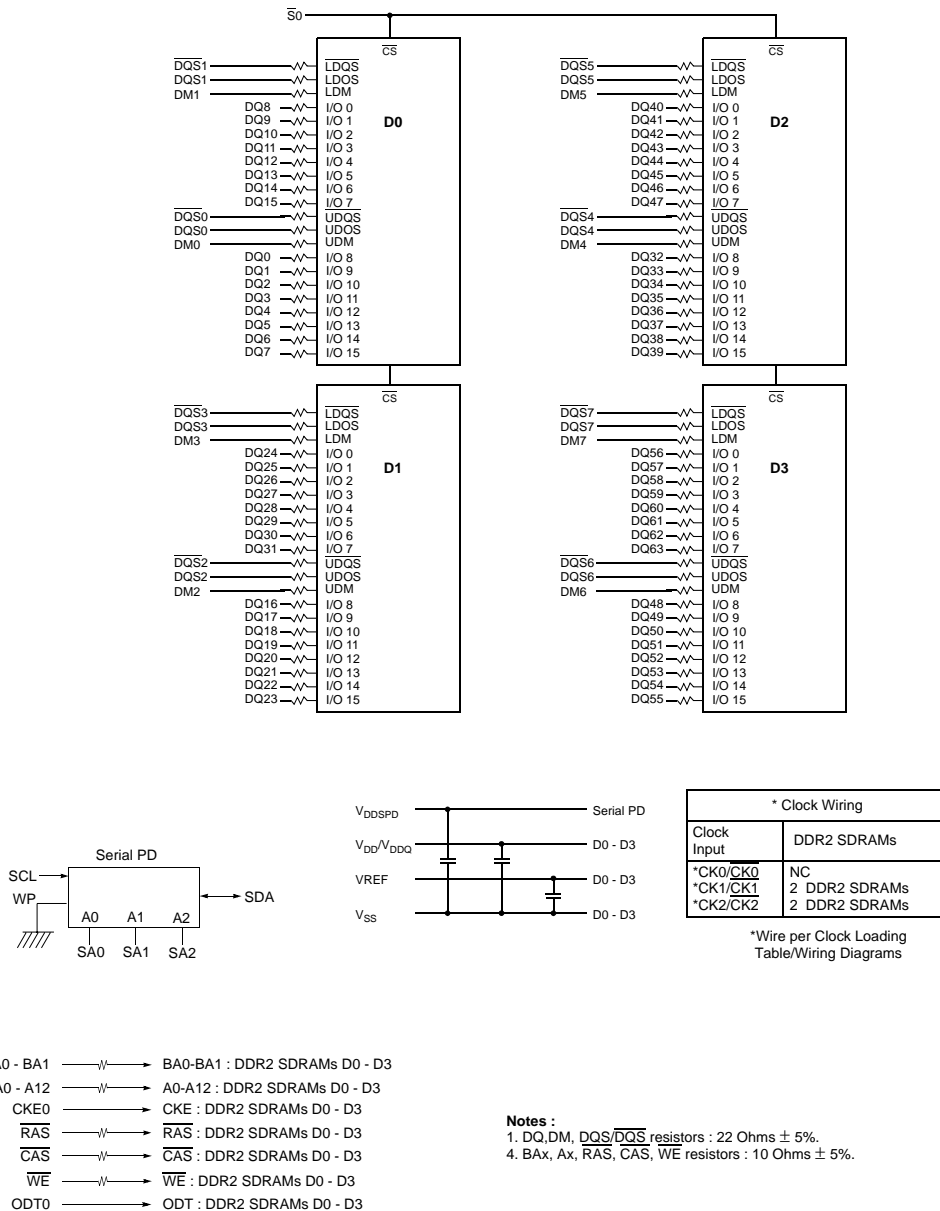 S0
CS
DQS1 LDQS
DQS1 LDOS
DM1 LDM
DQ8 I/O 0
DQ9 I/O 1
DQ10 I/O 2
DQ11 I/O 3
DQ12 I/O 4
DQ13 I/O 5
DQ14 I/O 6
DQ15 I/O 7
D0
DQS0 UDQS
DQS0 UDOS
DM0 UDM
DQ0 I/O 8
DQ1 I/O 9
DQ2 I/O 10
DQ3 I/O 11
DQ4 I/O 12
DQ5 I/O 13
DQ6 I/O 14
DQ7 I/O 15
CS
DQS5 LDQS
DQS5 LDOS
DM5 LDM
DQ40 I/O 0
DQ41 I/O 1
DQ42 I/O 2
DQ43 I/O 3
DQ44 I/O 4
DQ45 I/O 5
DQ46 I/O 6
DQ47 I/O 7
D2
DQS4 UDQS
DQS4 UDOS
DM4 UDM
DQ32 I/O 8
DQ33 I/O 9
DQ34 I/O 10
DQ35 I/O 11
DQ36 I/O 12
DQ37 I/O 13
DQ38 I/O 14
DQ39 I/O 15
CS
DQS3 LDQS
DQS3 LDOS
DM3 LDM
DQ24 I/O 0
DQ25 I/O 1
DQ26 I/O 2
DQ27 I/O 3
DQ28 I/O 4
DQ29 I/O 5
DQ30 I/O 6
DQ31 I/O 7
D1
DQS2 UDQS
DQS2 UDOS
DM2 UDM
DQ16 I/O 8
DQ17 I/O 9
DQ18 I/O 10
DQ19 I/O 11
DQ20 I/O 12
DQ21 I/O 13
DQ22 I/O 14
DQ23 I/O 15
CS
DQS7 LDQS
DQS7 LDOS
DM7 LDM
DQ56 I/O 0
DQ57 I/O 1
DQ58 I/O 2
DQ59 I/O 3
DQ60 I/O 4
DQ61 I/O 5
DQ62 I/O 6
DQ63 I/O 7
D3
DQS6 UDQS
DQS6 UDOS
DM6 UDM
DQ48 I/O 8
DQ49 I/O 9
DQ50 I/O 10
DQ51 I/O 11
DQ52 I/O 12
DQ53 I/O 13
DQ54 I/O 14
DQ55 I/O 15
Serial PD
SCL
WP
SDA
A0 A1 A2
SA0 SA1 SA2
VDDSPD Serial PD
VDD/VDDQ D0 - D3
VREF D0 - D3
VSS D0 - D3
* Clock Wiring
Clock Input DDR2 SDRAMs
*CK0/CK0 NC
*CK1/CK1 2 DDR2 SDRAMs
*CK2/CK2 2 DDR2 SDRAMs
*Wire per Clock Loading
Table/Wiring Diagrams
A0 - BA1 BA0-BA1 : DDR2 SDRAMs D0 - D3
A0 - A12 A0-A12 : DDR2 SDRAMs D0 - D3
CKE0 CKE : DDR2 SDRAMs D0 - D3
RAS RAS : DDR2 SDRAMs D0 - D3
CAS CAS : DDR2 SDRAMs D0 - D3
WE WE : DDR2 SDRAMs D0 - D3
ODT0 ODT : DDR2 SDRAMs D0 - D3
Notes :
1. DQ,DM, DQS/DQS resistors : 22 Ohms ± 5%.
4. BAx, Ax, RAS, CAS, WE resistors : 10 Ohms ± 5%.